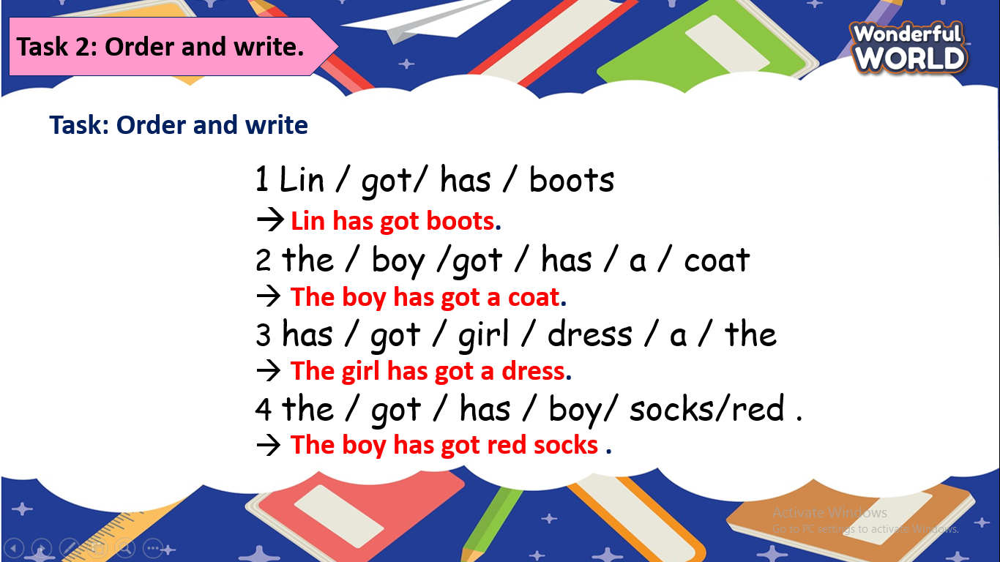 Task 2: Order and write.
Wonderful
WORLD
Task: Order and write
1 Lin / got/ has / boots
→ Lin has got boots.
2 the / boy /got / has / a / coat
→ The boy has got a coat.
3 has / got / girl / dress / a / the
→ The girl has got a dress.
4 the / got / has / boy/ socks/red .
→ The boy has got red socks .
Activate Windows
Go to PC settings to activate Windows.